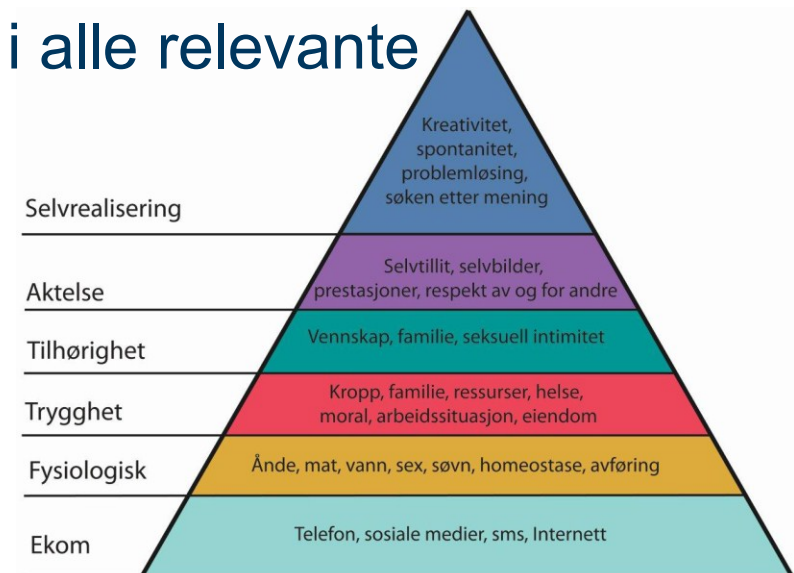 i alle relevante
Kreativitet,
spontanitet,
problemløsing,
søken etter mening
Selvrealisering
Selvtillit, selvbilder,
prestasjoner, respekt av og for andre
Aktelse
Vennskap, familie, seksuell intimitet
Tilhørighet
Kropp, familie, ressurser, helse,
moral, arbeidssituasjon, eiendom
Trygghet
Ånde, mat, vann, sex, søvn, homeostase, avføring
Fysiologisk
Telefon, sosiale medier, sms, Internett
Ekom